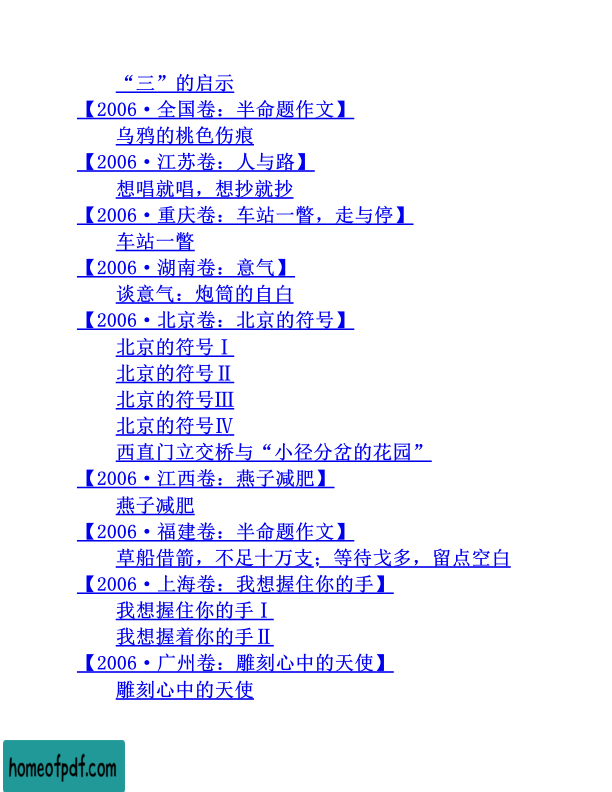 “三”的启示
【2006·全国卷：半命题作文】
乌鸦的桃色伤痕
【2006·江苏卷：人与路】
想唱就唱，想抄就抄
【2006·重庆卷：车站一瞥，走与停】
车站一瞥
【2006·湖南卷：意气】
谈意气：炮筒的自白
【2006·北京卷：北京的符号】
北京的符号Ⅰ
北京的符号Ⅱ
北京的符号Ⅲ
北京的符号Ⅳ
西直门立交桥与“小径分岔的花园”
【2006·江西卷：燕子减肥】
燕子减肥
【2006·福建卷：半命题作文】
草船借箭，不足十万支；等待戈多，留点空白
【2006·上海卷：我想握住你的手】
我想握住你的手Ⅰ
我想握着你的手Ⅱ
【2006·广州卷：雕刻心中的天使】
雕刻心中的天使
homeofpdf.com